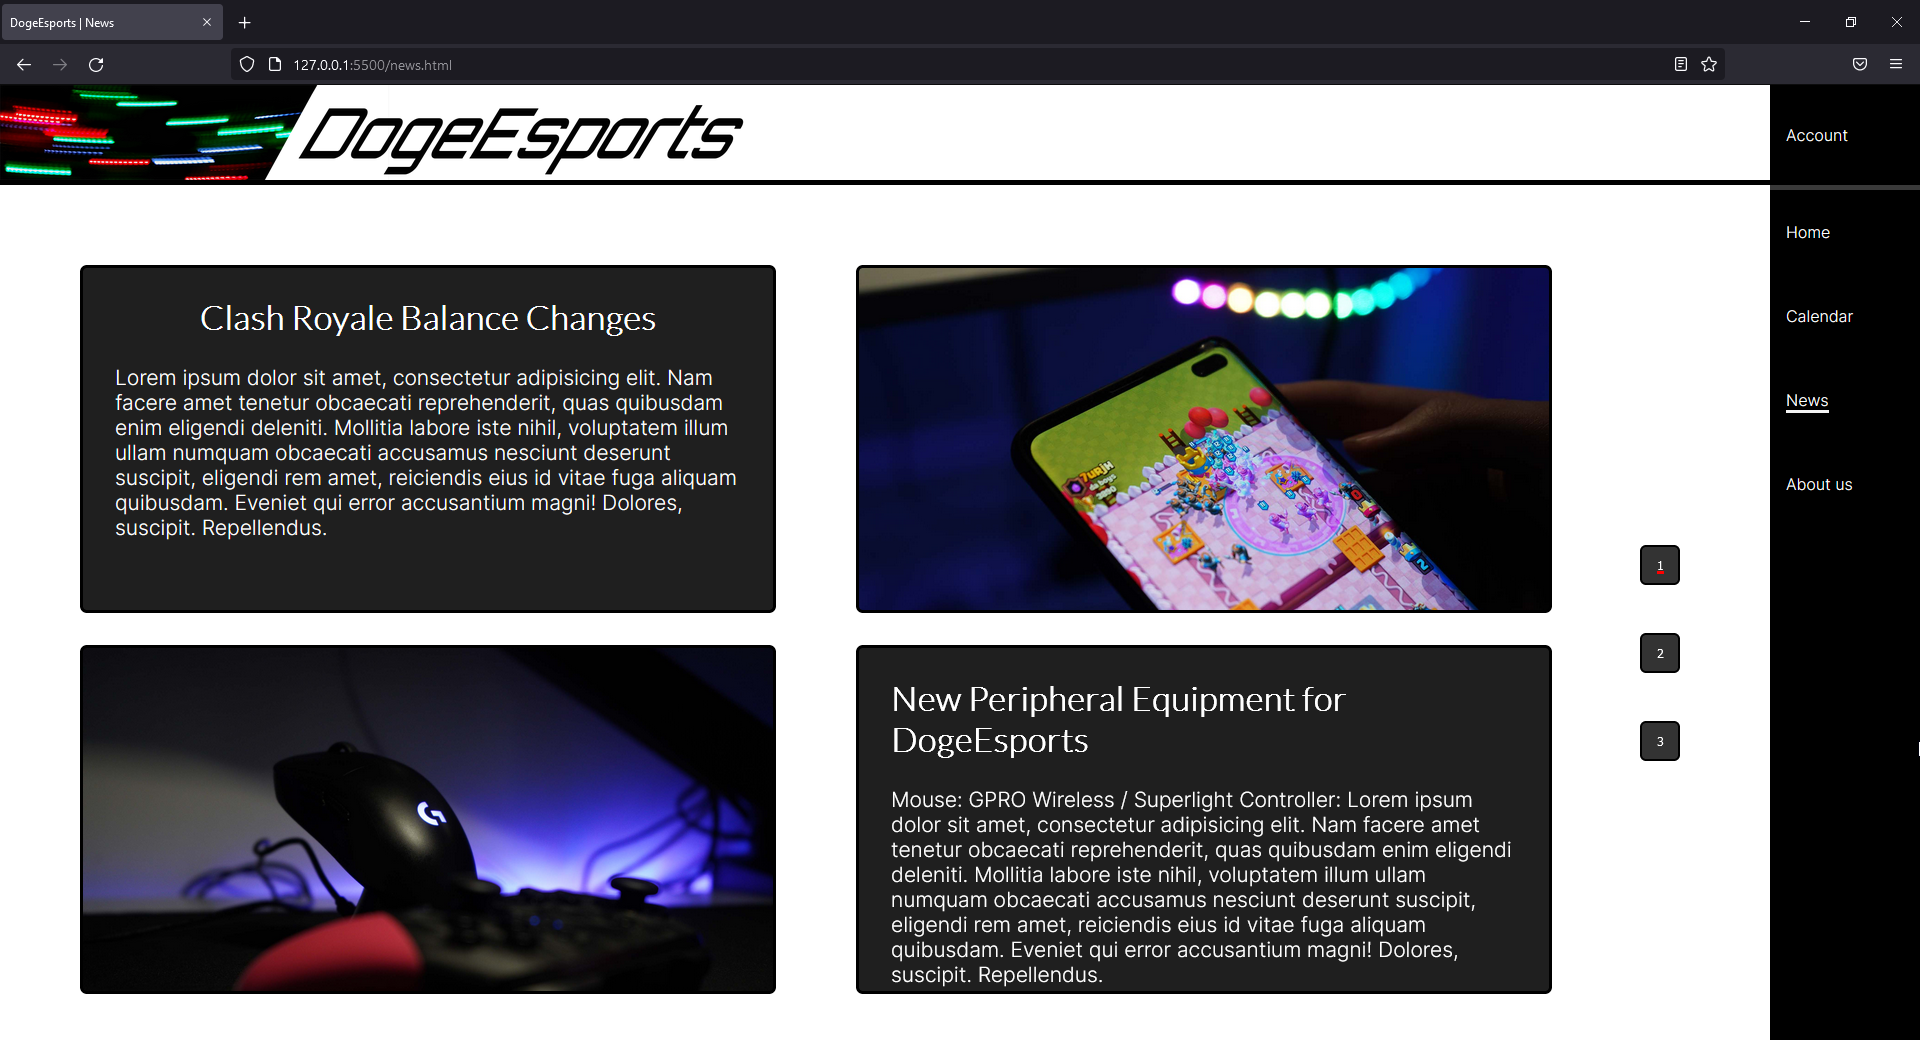 DogeEsports | News
127.0.0.1:5500/news.html
DogeEsports
Account
Home
Calendar
News
About us
Clash Royale Balance Changes
Lorem ipsum dolor sit amet, consectetur adipisicing elit. Nam
facere amet tenetur obcaecati reprehenderit, quas quibusdam
enim eligendi deleniti. Mollitia labore iste nihil, voluptatem illum
ullam numquam obcaecati accusamus nesciunt deserunt
suscipit, eligendi rem amet, reiciendis eius id vitae fuga aliquam
quibusdam. Eveniet qui error accusantium magni! Dolores,
suscipit. Repellendus.
New Peripheral Equipment for
DogeEsports
Mouse: GPRO Wireless / Superlight Controller: Lorem ipsum
dolor sit amet, consectetur adipisicing elit. Nam facere amet
tenetur obcaecati reprehenderit, quas quibusdam enim eligendi
deleniti. Mollitia labore iste nihil, voluptatem illum ullam
numquam obcaecati accusamus nesciunt deserunt suscipit,
eligendi rem amet, reiciendis eius id vitae fuga aliquam
quibusdam. Eveniet qui error accusantium magni! Dolores,
suscipit. Repellendus.
1
2
3